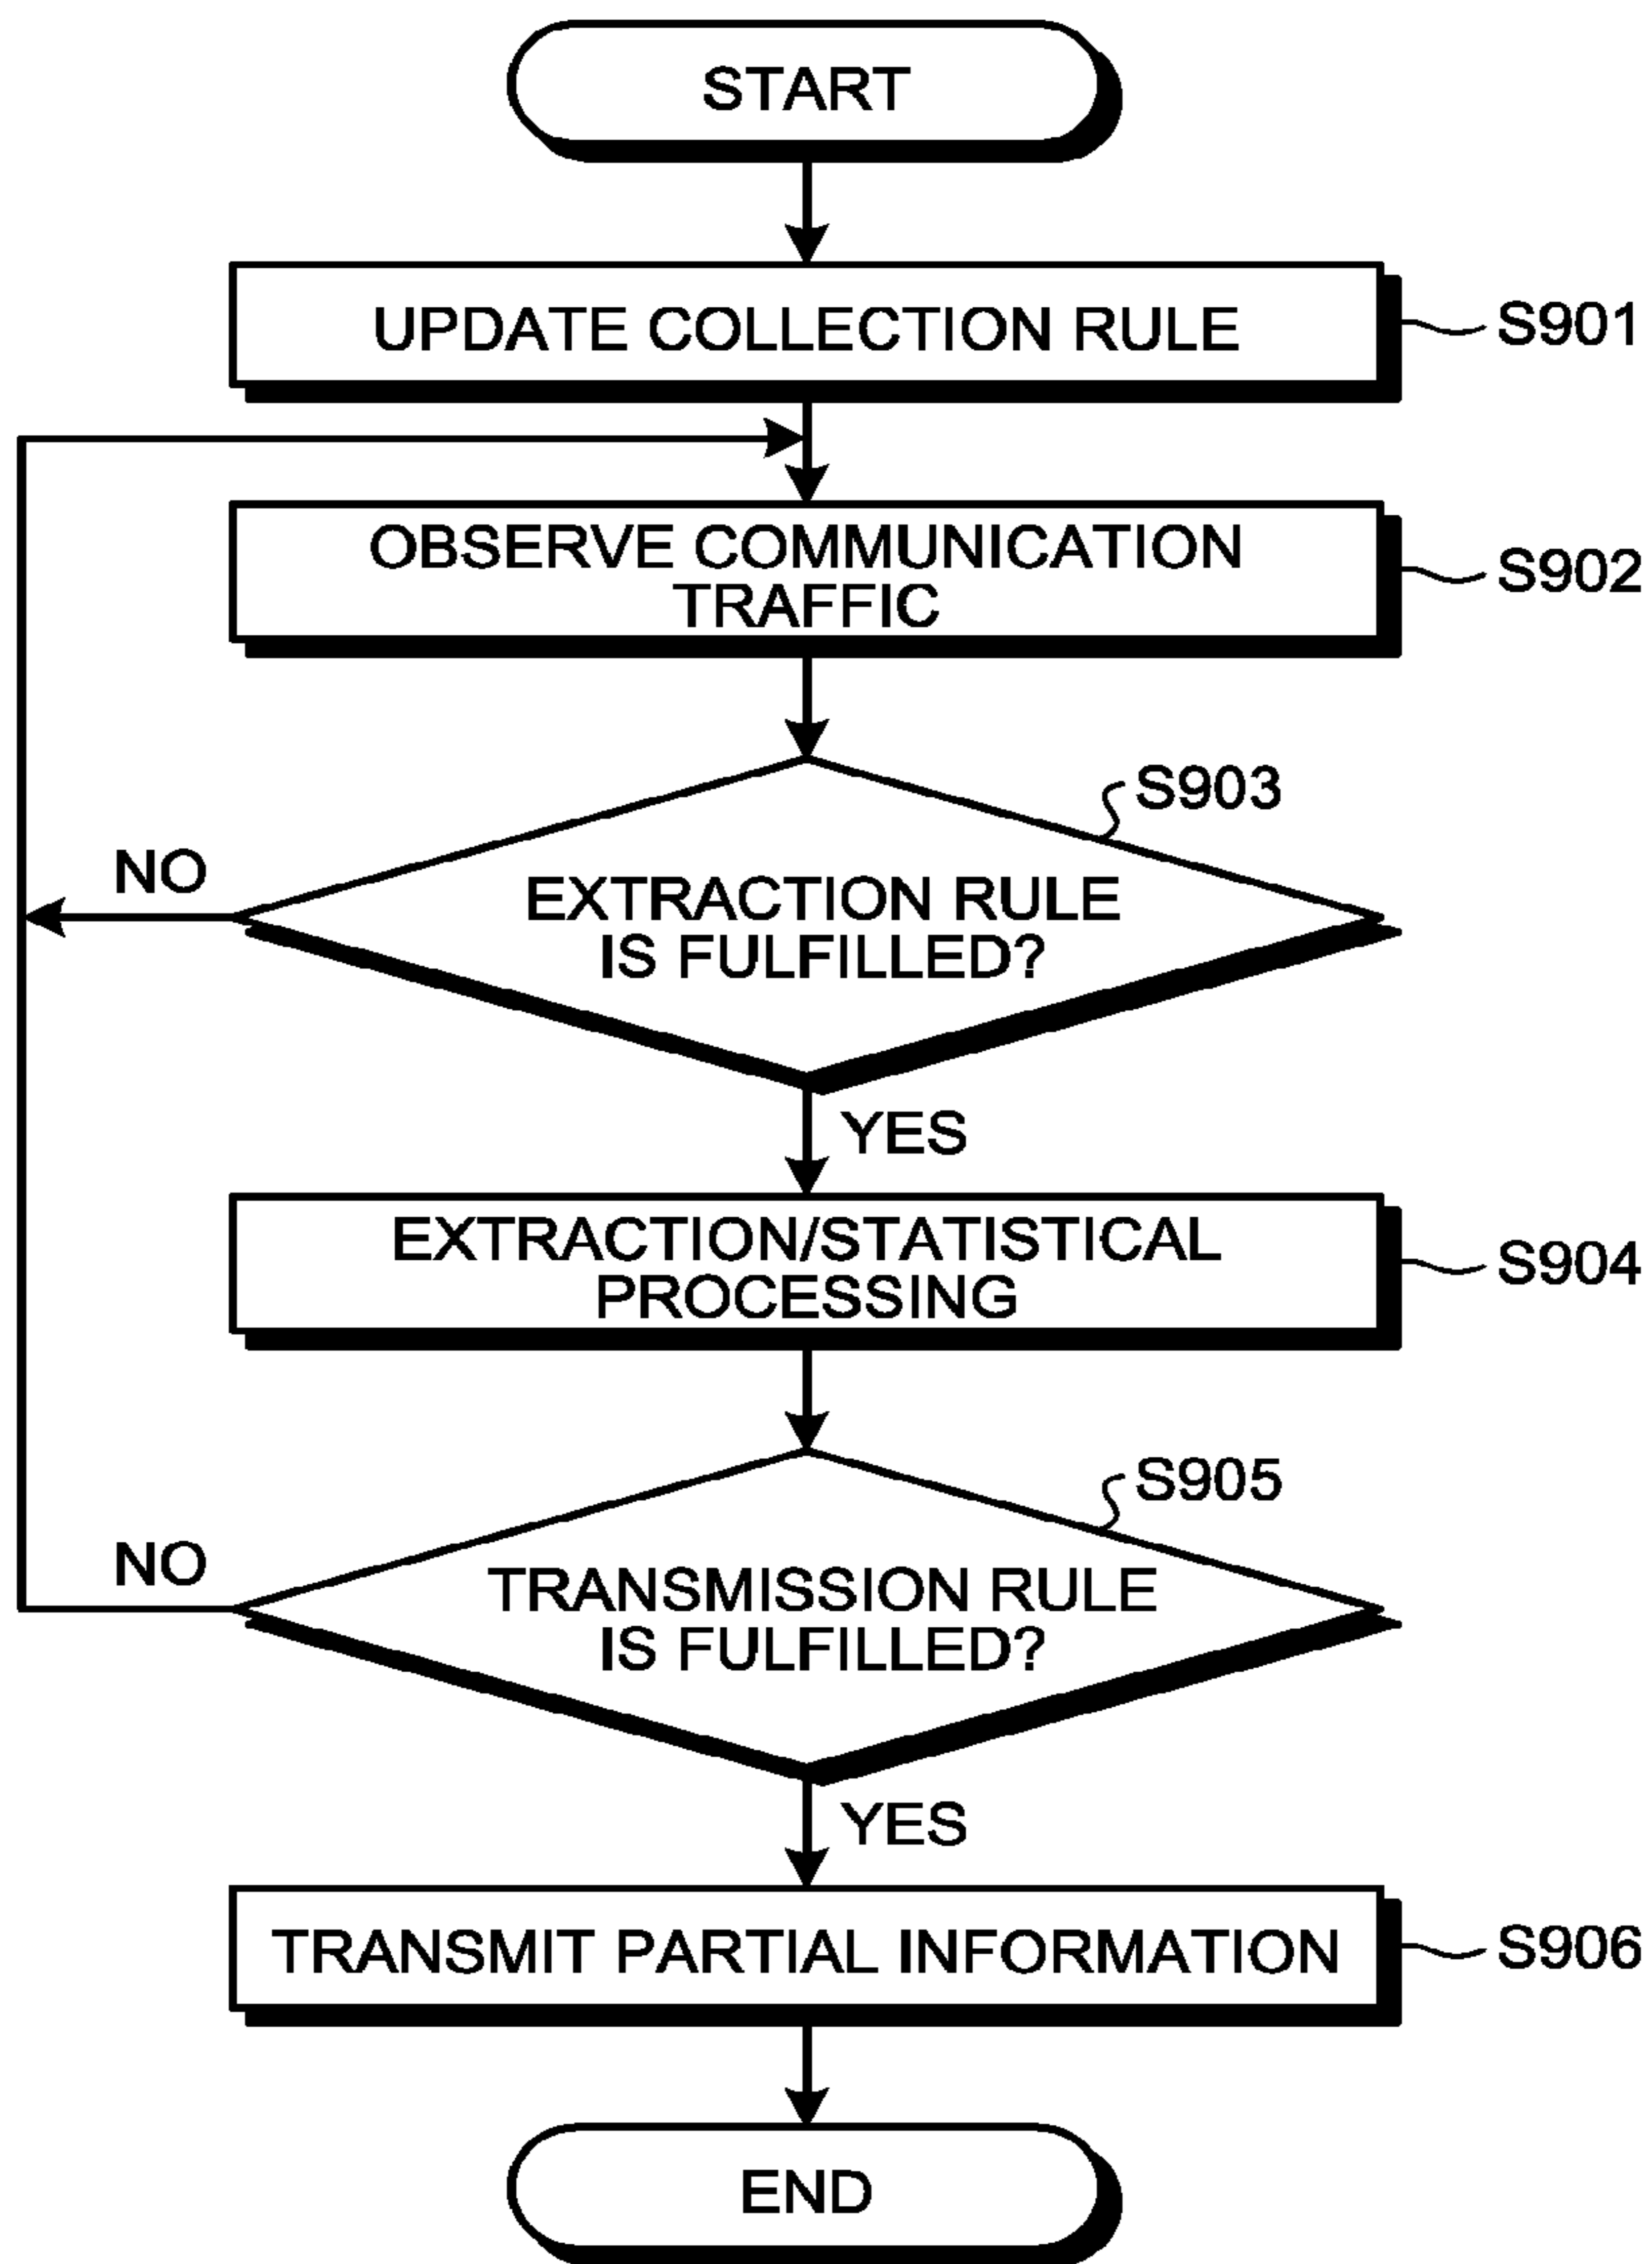 START
UPDATE COLLECTION RULE
S901
OBSERVE COMMUNICATION
TRAFFIC
S902
S903
NO
EXTRACTION RULE
IS FULFILLED?
YES
EXTRACTION/STATISTICAL
PROCESSING
S904
S905
NO
TRANSMISSION RULE
IS FULFILLED?
YES
TRANSMIT PARTIAL INFORMATION
S906
END